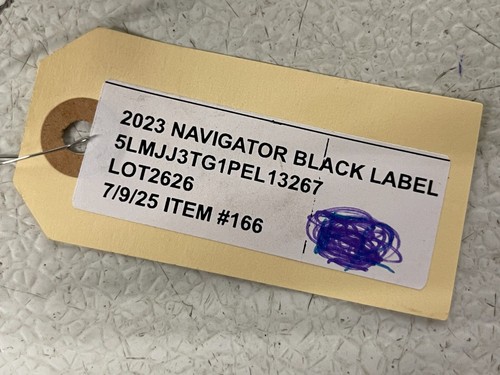 2023 NAVIGATOR BLACK LABEL
5LMJJ3TG1PEL13267
LOT2626
7/9/25 ITEM #166